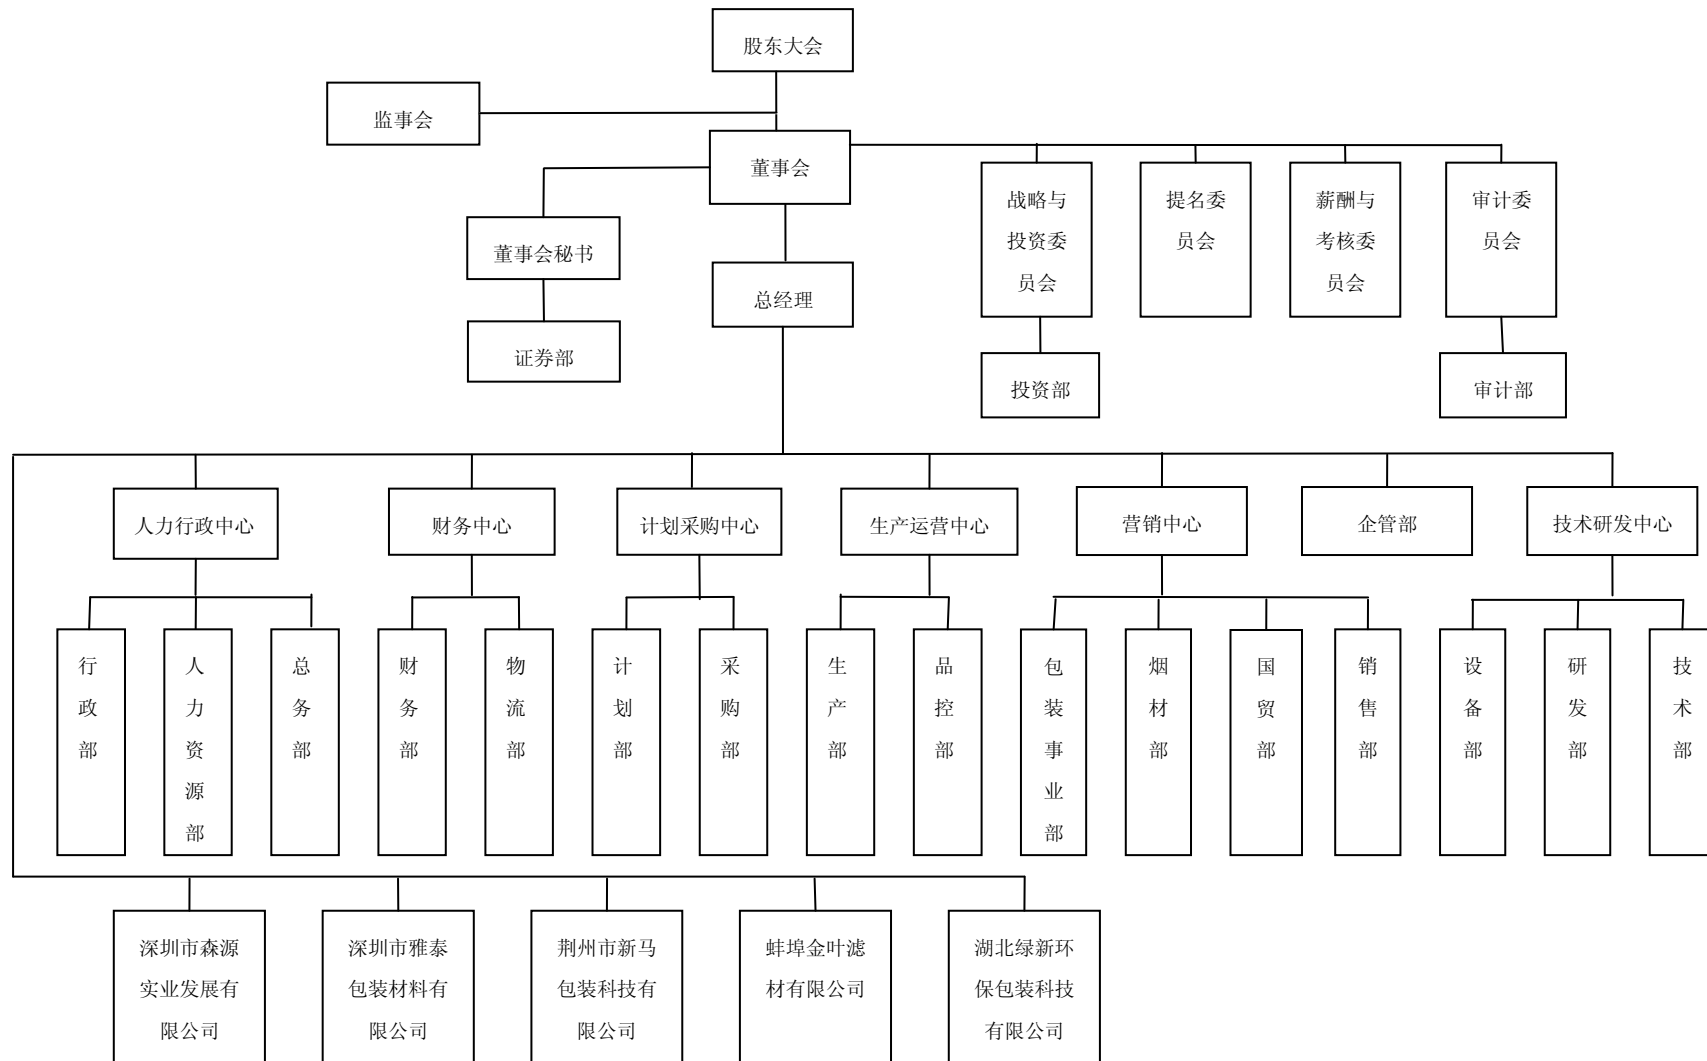 股东大会
监事会
董事会
战略与
投资委
员会
提名委
员会
薪酬与
考核委
员会
审计委
员会
董事会秘书
总经理
证券部
投资部
审计部
人力行政中心
财务中心
计划采购中心
生产运营中心
营销中心
企管部
技术研发中心
行政部
人力资源部
总务部
财务部
物流部
计划部
采购部
生产部
品控部
包装事业部
烟材部
国贸部
销售部
设备部
研发部
技术部
深圳市森源
实业发展有
限公司
深圳市雅泰
包装材料有
限公司
荆州市新马
包装科技有
限公司
蚌埠金叶滤
材有限公司
湖北绿新环
保包装科技
有限公司